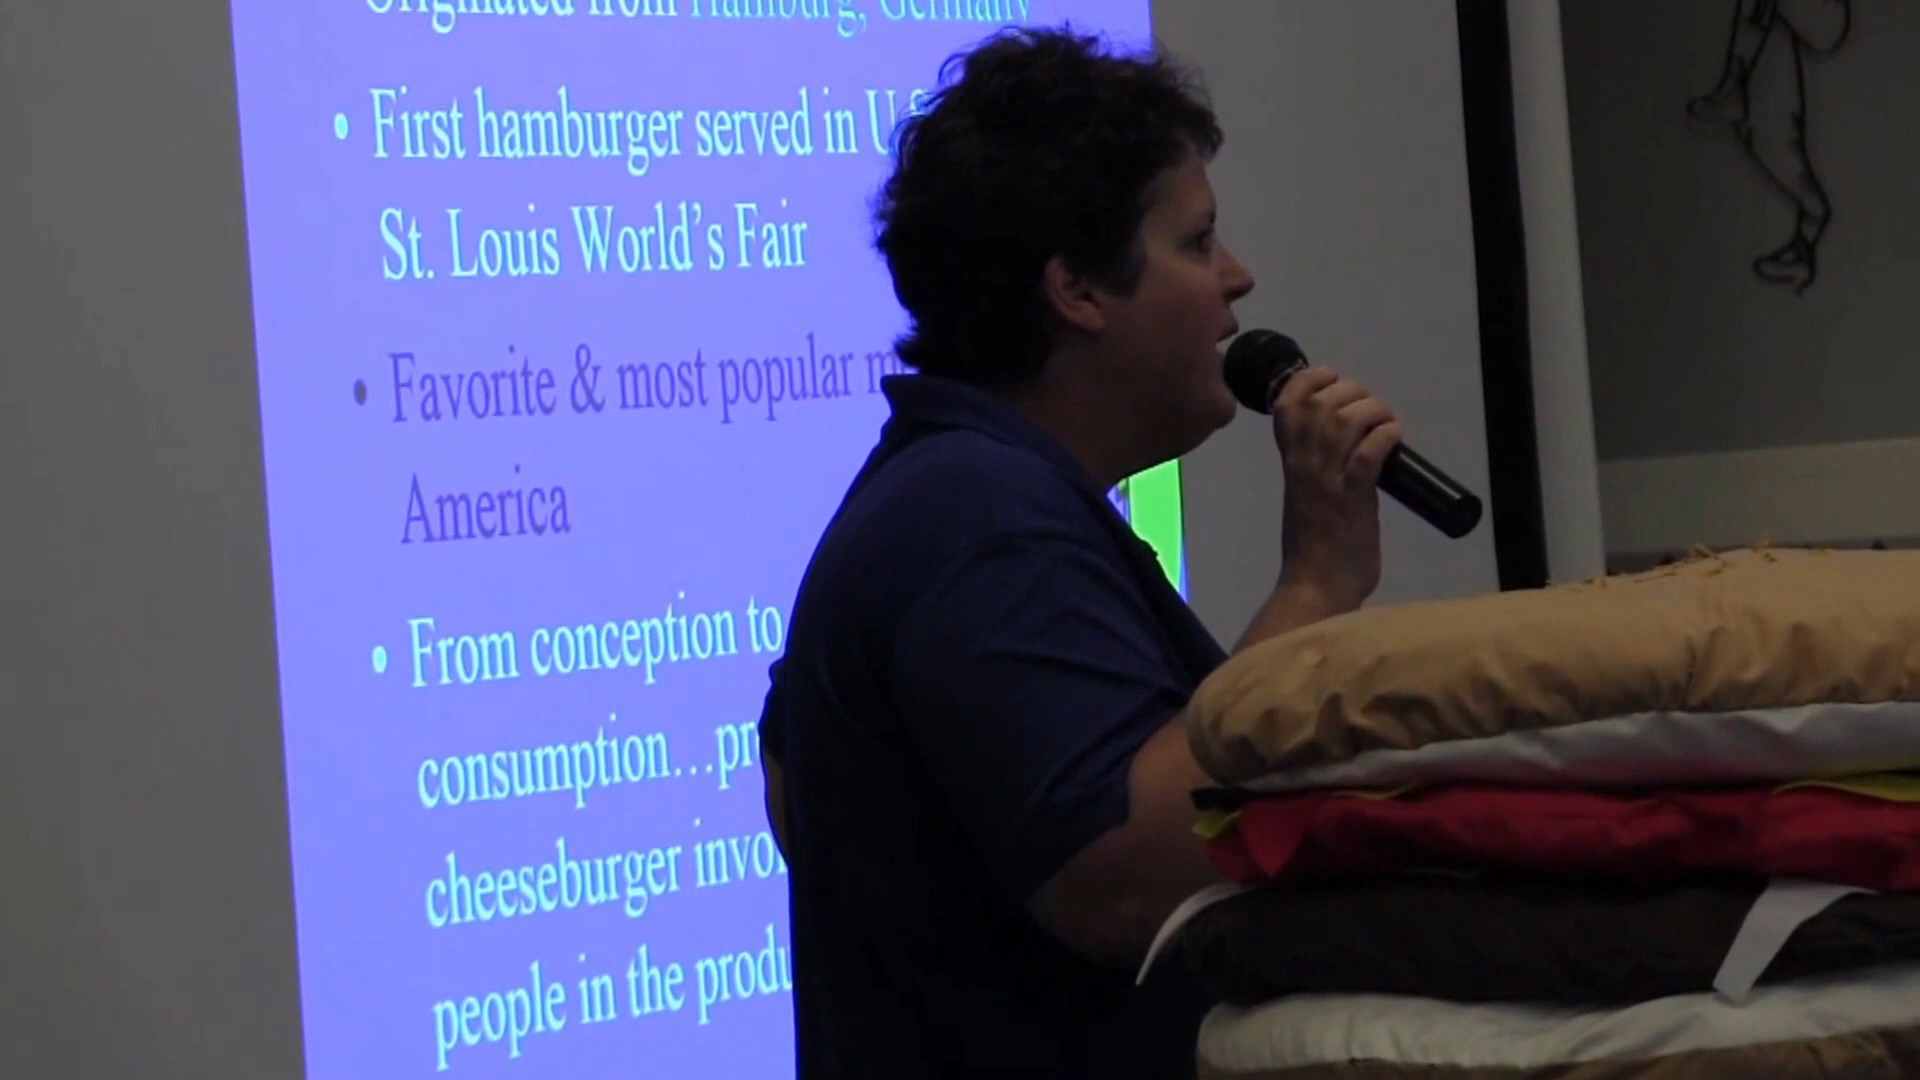 Originated from Hamburg, Germany
• First hamburger served in U.S
St. Louis World's Fair
• Favorite & most popular
America
• From conception to
consumption…pr
cheeseburger invol
people in the produ